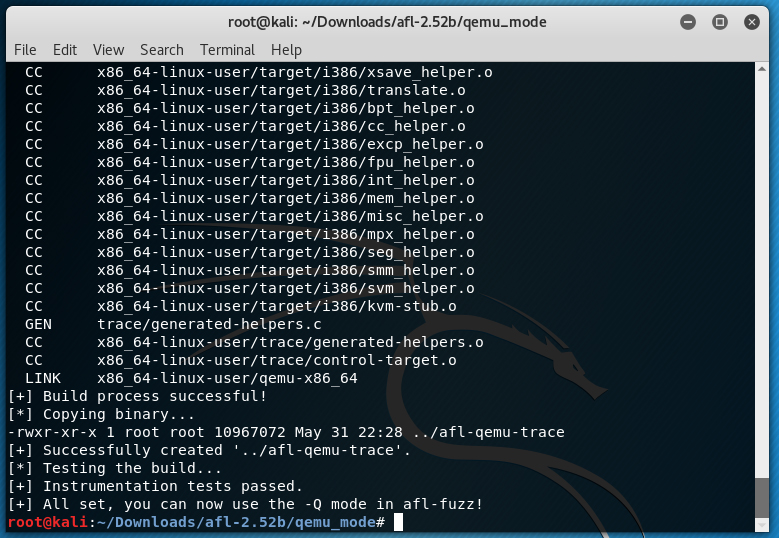 root@kali: ~/Downloads/afl-2.52b/qemu_mode
File Edit View Search Terminal Help
CC x86_64-linux-user/target/i386/xsave_helper.o
CC x86_64-linux-user/target/i386/translate.o
CC x86_64-linux-user/target/i386/bpt_helper.o
CC x86_64-linux-user/target/i386/cc_helper.o
CC x86_64-linux-user/target/i386/excp_helper.o
CC x86_64-linux-user/target/i386/fpu_helper.o
CC x86_64-linux-user/target/i386/int_helper.o
CC x86_64-linux-user/target/i386/mem_helper.o
CC x86_64-linux-user/target/i386/misc_helper.o
CC x86_64-linux-user/target/i386/mpx_helper.o
CC x86_64-linux-user/target/i386/seg_helper.o
CC x86_64-linux-user/target/i386/smm_helper.o
CC x86_64-linux-user/target/i386/svm_helper.o
CC x86_64-linux-user/target/i386/kvm-stub.o
GEN trace/generated-helpers.c
CC x86_64-linux-user/trace/generated-helpers.o
CC x86_64-linux-user/trace/control-target.o
LINK x86_64-linux-user/qemu-x86_64
[+] Build process successful!
[*] Copying binary...
-rwxr-xr-x 1 root root 10967072 May 31 22:28 ../afl-qemu-trace
[+] Successfully created '../afl-qemu-trace'.
[*] Testing the build...
[+] Instrumentation tests passed.
[+] All set, you can now use the -Q mode in afl-fuzz!
root@kali:~/Downloads/afl-2.52b/qemu_mode#